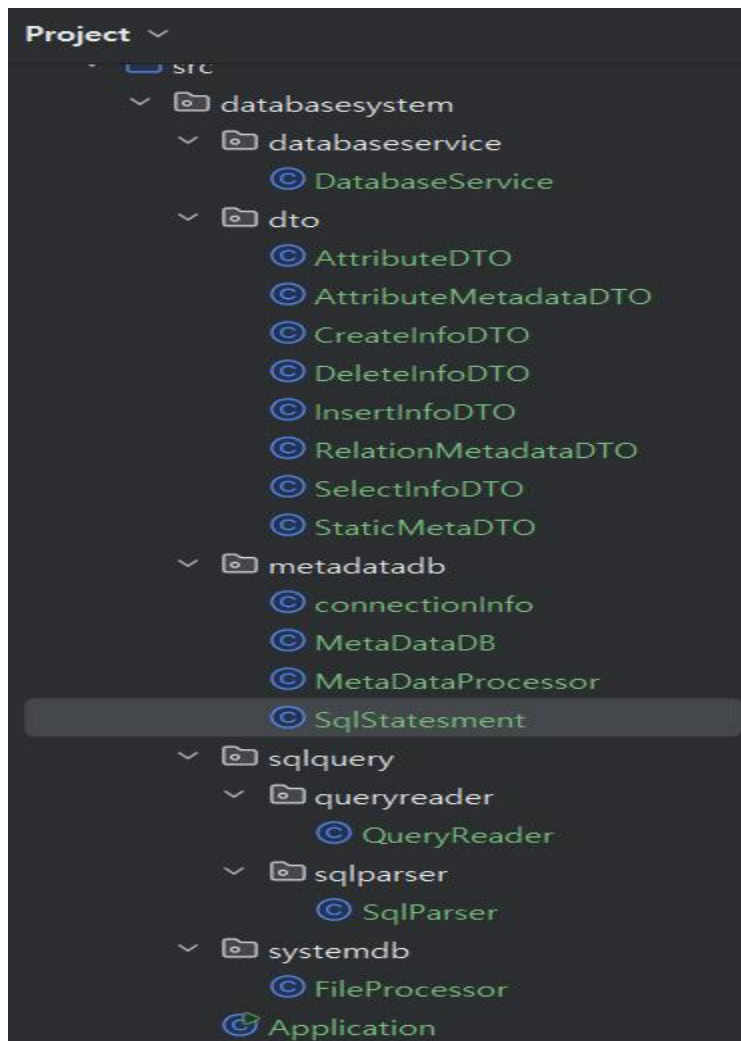 Project
src
databasesystem
databaseservice
DatabaseService
dto
AttributeDTO
AttributeMetadataDTO
CreateInfoDTO
DeleteInfoDTO
InsertInfoDTO
RelationMetadataDTO
SelectInfoDTO
StaticMetaDTO
metadatadb
connectionInfo
MetaDataDB
MetaDataProcessor
SqlStatesment
sqlquery
queryreader
QueryReader
sqlparser
SqlParser
systemdb
FileProcessor
Application